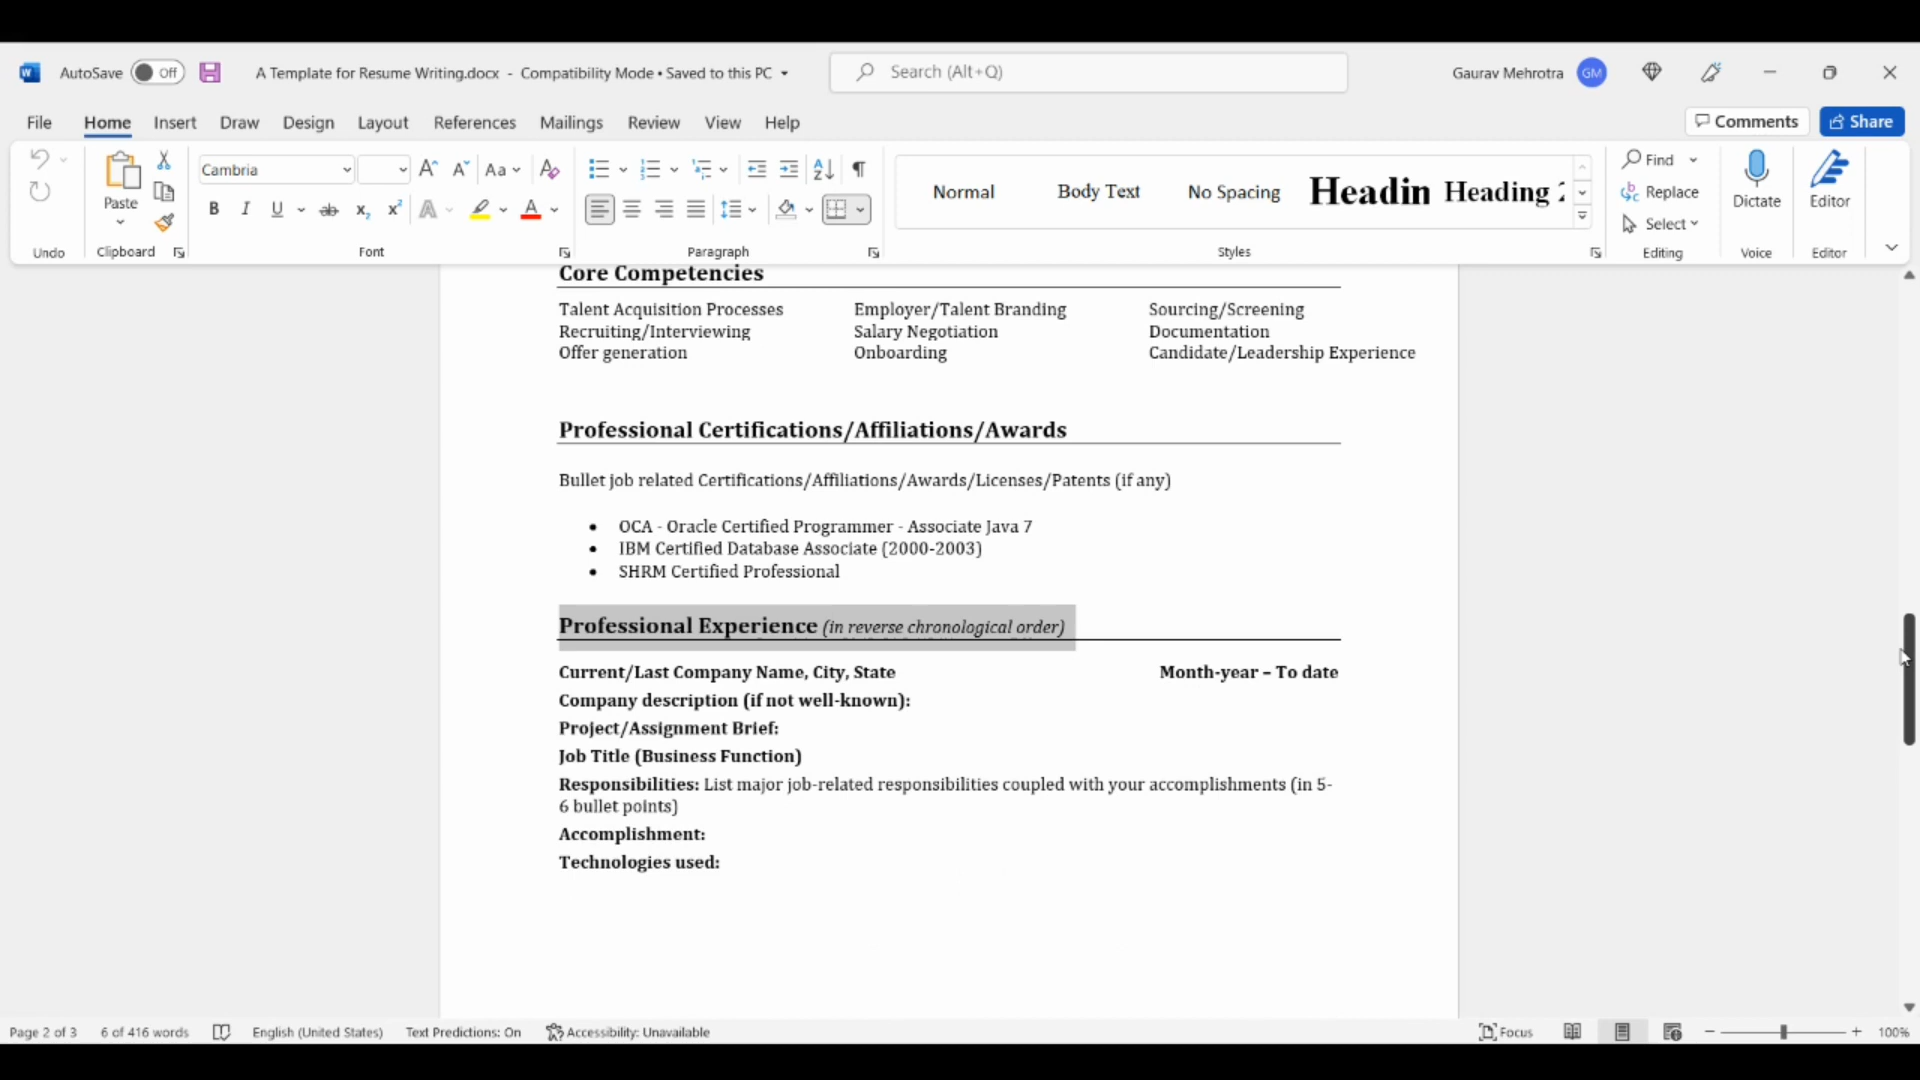 AutoSave Off A Template for Resume Writing.docx - Compatibility Mode • Saved to this PC Search (Alt+Q) Gaurav Mehrotra GM
File Home Insert Draw Design Layout References Mailings Review View Help Comments Share
Paste Cambria A A Aa A Normal Body Text No Spacing Headin Heading 2 Find Replace Select Dictate Editor
B I U ab x₂ x² A A
Undo Clipboard Font Paragraph Styles Editing Voice Editor
Core Competencies
Talent Acquisition Processes Employer/Talent Branding Sourcing/Screening
Recruiting/Interviewing Salary Negotiation Documentation
Offer generation Onboarding Candidate/Leadership Experience
Professional Certifications/Affiliations/Awards
Bullet job related Certifications/Affiliations/Awards/Licenses/Patents (if any)
• OCA - Oracle Certified Programmer - Associate Java 7
• IBM Certified Database Associate (2000-2003)
• SHRM Certified Professional
Professional Experience (in reverse chronological order)
Current/Last Company Name, City, State Month-year – To date
Company description (if not well-known):
Project/Assignment Brief:
Job Title (Business Function)
Responsibilities: List major job-related responsibilities coupled with your accomplishments (in 5-
6 bullet points)
Accomplishment:
Technologies used:
Page 2 of 3 6 of 416 words English (United States) Text Predictions: On Accessibility: Unavailable Focus 100%